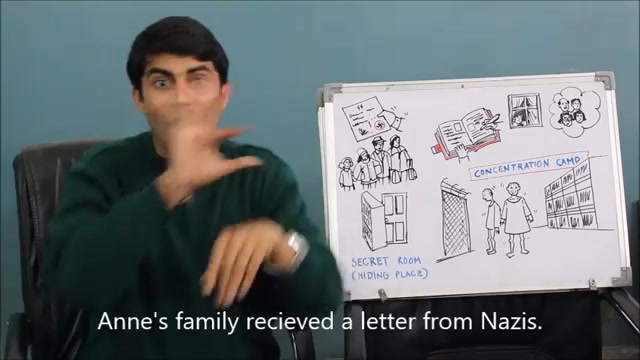 CONCENTRATION CAMP
SECRET ROOM
(HIDING PLACE)
Anne's family recieved a letter from Nazis.